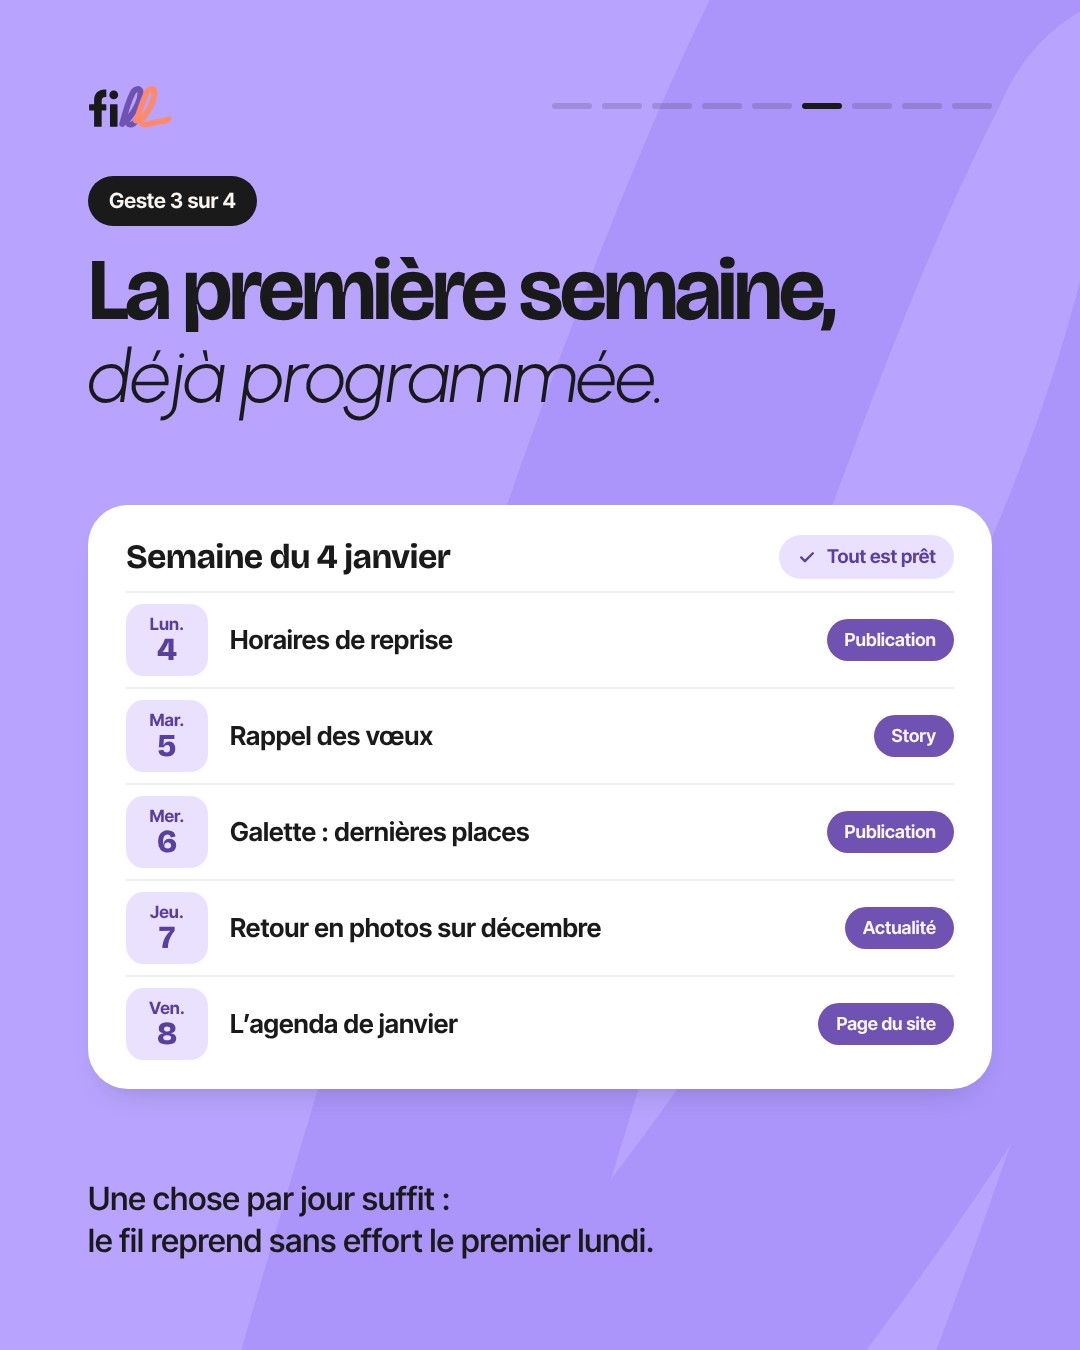 fill
Geste 3 sur 4
La première semaine,
déjà programmée.
Semaine du 4 janvier
Tout est prêt
Lun.
4
Horaires de reprise
Publication
Mar.
5
Rappel des vœux
Story
Mer.
6
Galette : dernières places
Publication
Jeu.
7
Retour en photos sur décembre
Actualité
Ven.
8
L’agenda de janvier
Page du site
Une chose par jour suffit :
le fil reprend sans effort le premier lundi.